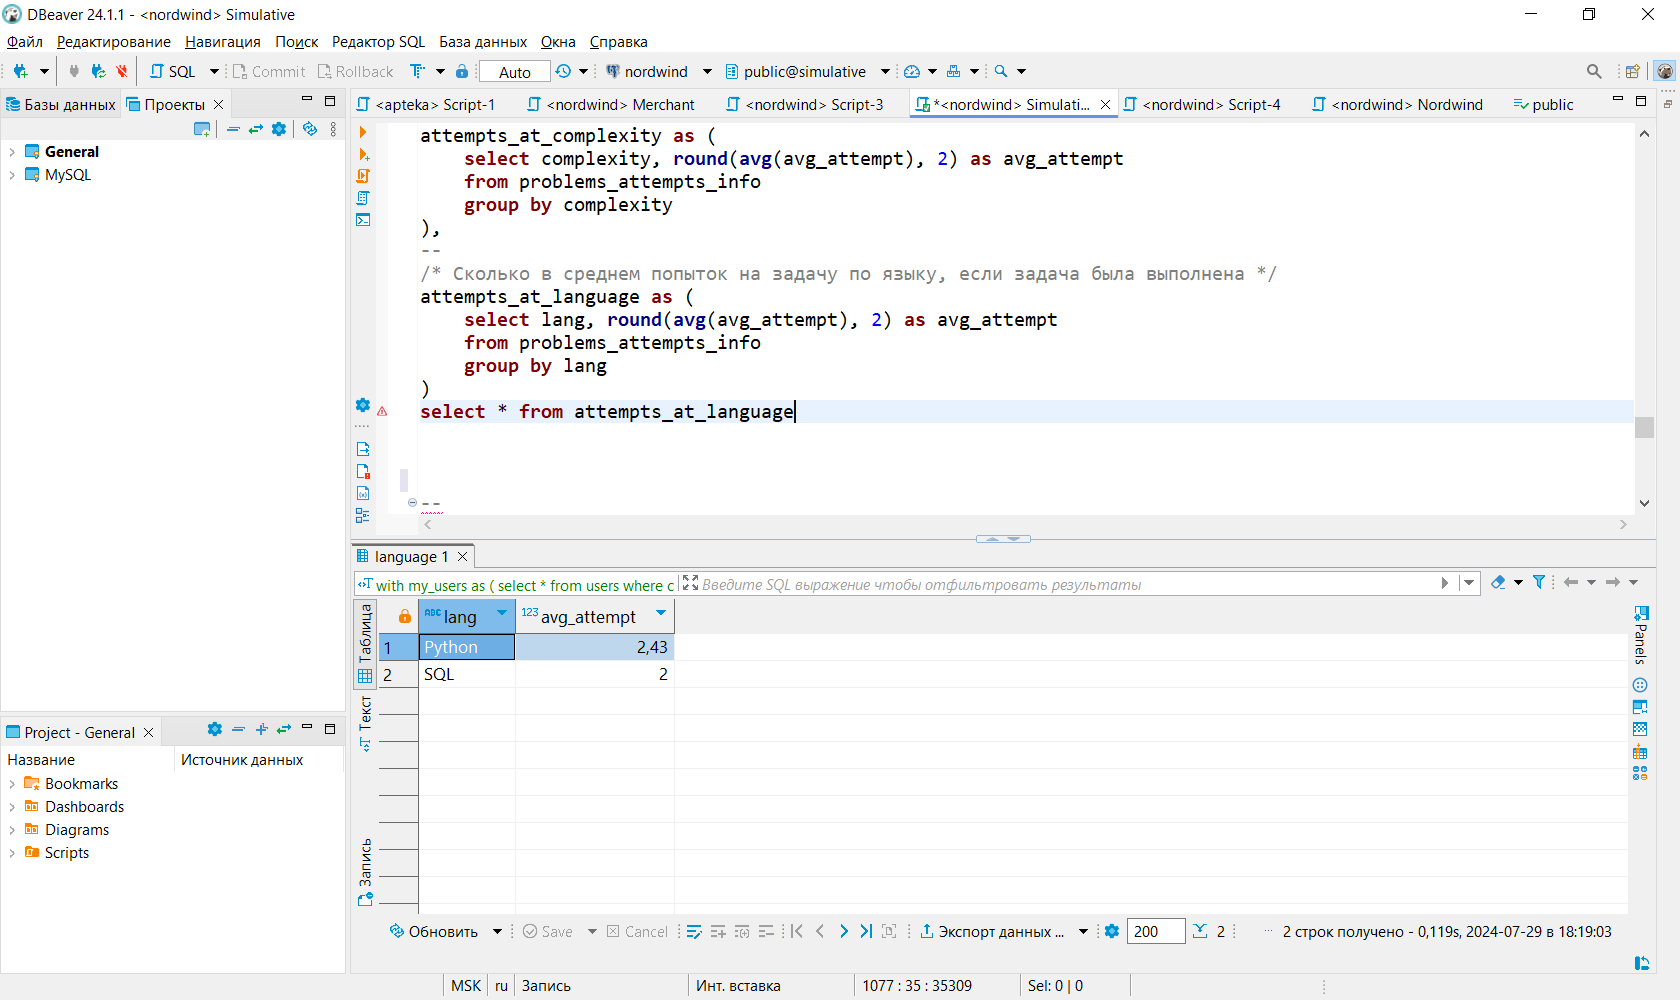 DBeaver 24.1.1 - <nordwind> Simulative
Файл Редактирование Навигация Поиск Редактор SQL База данных Окна Справка
SQL Commit Rollback Auto nordwind public@simulative
Базы данных Проекты
<apteka> Script-1 <nordwind> Merchant <nordwind> Script-3 *<nordwind> Simulati... <nordwind> Script-4 <nordwind> Nordwind public
General
MySQL
attempts_at_complexity as (
select complexity, round(avg(avg_attempt), 2) as avg_attempt
from problems_attempts_info
group by complexity
),
--
/* Сколько в среднем попыток на задачу по языку, если задача была выполнена */
attempts_at_language as (
select lang, round(avg(avg_attempt), 2) as avg_attempt
from problems_attempts_info
group by lang
)
select * from attempts_at_language
--
language 1
with my_users as ( select * from users where c Введите SQL выражение чтобы отфильтровать результаты
Таблица
Текст
Запись
ABC lang 123 avg_attempt
1 Python 2,43
2 SQL 2
Panels
Project - General
Название Источник данных
Bookmarks
Dashboards
Diagrams
Scripts
Обновить Save Cancel Экспорт данных ... 200 2 ... 2 строк получено - 0,119s, 2024-07-29 в 18:19:03
MSK ru Запись Инт. вставка 1077 : 35 : 35309 Sel: 0 | 0